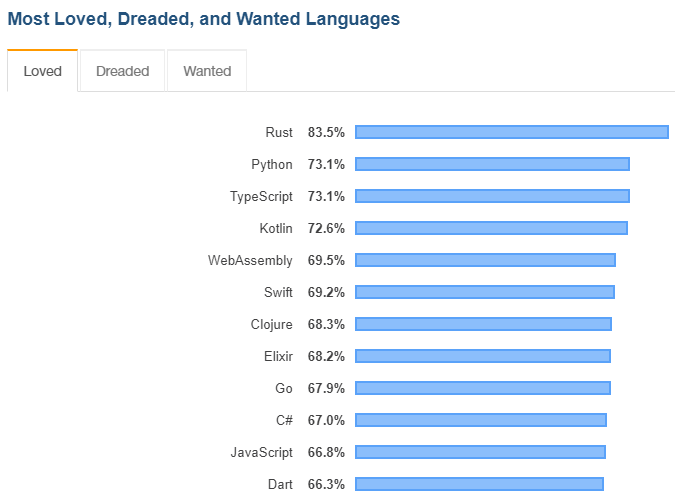 Most Loved, Dreaded, and Wanted Languages
Loved Dreaded Wanted
Rust 83.5%
Python 73.1%
TypeScript 73.1%
Kotlin 72.6%
WebAssembly 69.5%
Swift 69.2%
Clojure 68.3%
Elixir 68.2%
Go 67.9%
C# 67.0%
JavaScript 66.8%
Dart 66.3%